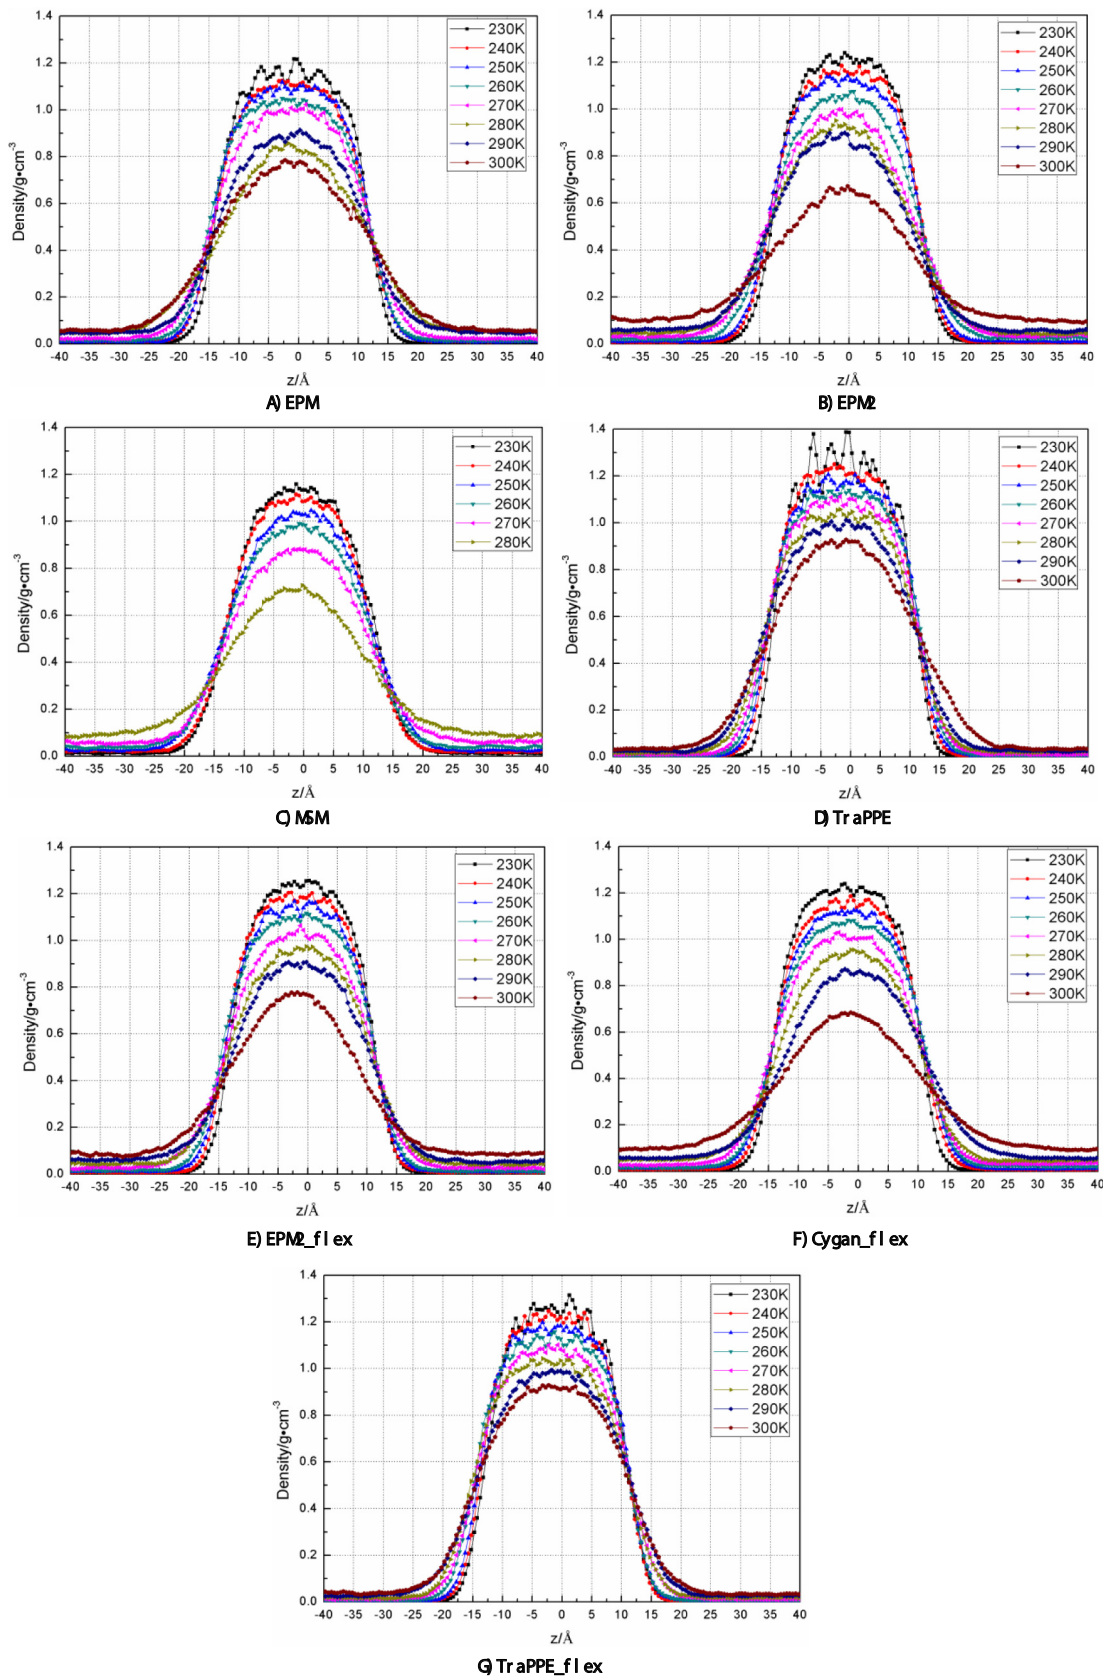 1.4
1.2
1.0
0.8
0.6
0.4
0.2
0.0
Density/g•cm⁻³
230K
240K
250K
260K
270K
280K
290K
300K
-40 -35 -30 -25 -20 -15 -10 -5 0 5 10 15 20 25 30 35 40
z/Å
A) EPM
1.4
1.2
1.0
0.8
0.6
0.4
0.2
0.0
Density/g•cm⁻³
230K
240K
250K
260K
270K
280K
290K
300K
-40 -35 -30 -25 -20 -15 -10 -5 0 5 10 15 20 25 30 35 40
z/Å
B) EPM2
1.4
1.2
1.0
0.8
0.6
0.4
0.2
0.0
Density/g•cm⁻³
230K
240K
250K
260K
270K
280K
-40 -35 -30 -25 -20 -15 -10 -5 0 5 10 15 20 25 30 35 40
z/Å
C) MSM
1.4
1.2
1.0
0.8
0.6
0.4
0.2
0.0
Density/g•cm⁻³
230K
240K
250K
260K
270K
280K
290K
300K
-40 -35 -30 -25 -20 -15 -10 -5 0 5 10 15 20 25 30 35 40
z/Å
D) TraPPE
1.4
1.2
1.0
0.8
0.6
0.4
0.2
0.0
Density/g•cm⁻³
230K
240K
250K
260K
270K
280K
290K
300K
-40 -35 -30 -25 -20 -15 -10 -5 0 5 10 15 20 25 30 35 40
z/Å
E) EPM2_flex
1.4
1.2
1.0
0.8
0.6
0.4
0.2
0.0
Density/g•cm⁻³
230K
240K
250K
260K
270K
280K
290K
300K
-40 -35 -30 -25 -20 -15 -10 -5 0 5 10 15 20 25 30 35 40
z/Å
F) Cygan_flex
1.4
1.2
1.0
0.8
0.6
0.4
0.2
0.0
Density/g•cm⁻³
230K
240K
250K
260K
270K
280K
290K
300K
-40 -35 -30 -25 -20 -15 -10 -5 0 5 10 15 20 25 30 35 40
z/Å
G) TraPPE_flex